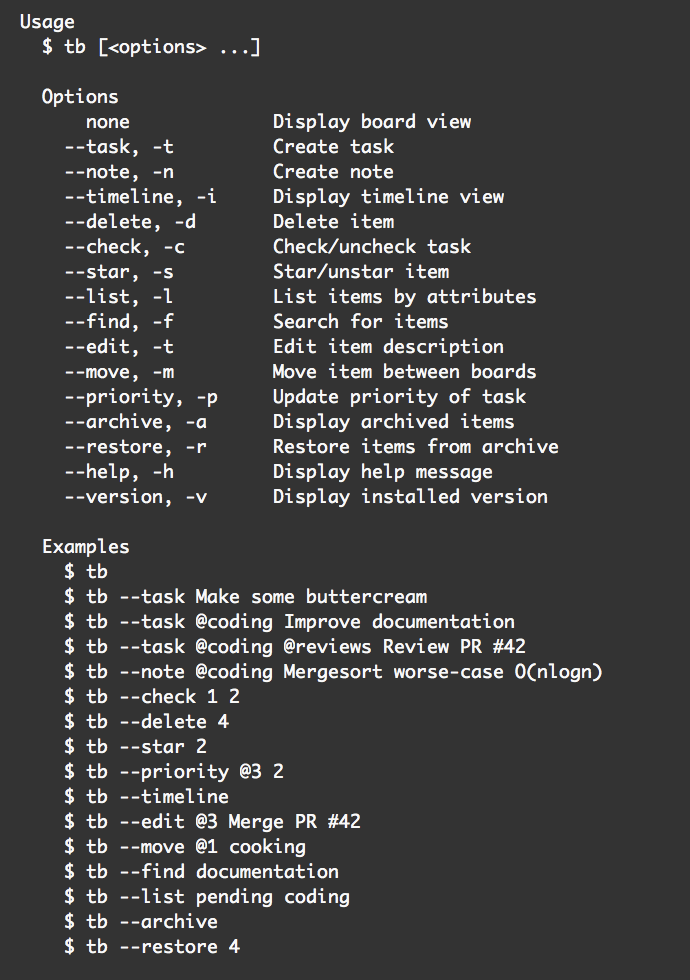 Usage
$ tb [<options> ...]
Options
none Display board view
--task, -t Create task
--note, -n Create note
--timeline, -i Display timeline view
--delete, -d Delete item
--check, -c Check/uncheck task
--star, -s Star/unstar item
--list, -l List items by attributes
--find, -f Search for items
--edit, -t Edit item description
--move, -m Move item between boards
--priority, -p Update priority of task
--archive, -a Display archived items
--restore, -r Restore items from archive
--help, -h Display help message
--version, -v Display installed version
Examples
$ tb
$ tb --task Make some buttercream
$ tb --task @coding Improve documentation
$ tb --task @coding @reviews Review PR #42
$ tb --note @coding Mergesort worse-case O(nlogn)
$ tb --check 1 2
$ tb --delete 4
$ tb --star 2
$ tb --priority @3 2
$ tb --timeline
$ tb --edit @3 Merge PR #42
$ tb --move @1 cooking
$ tb --find documentation
$ tb --list pending coding
$ tb --archive
$ tb --restore 4